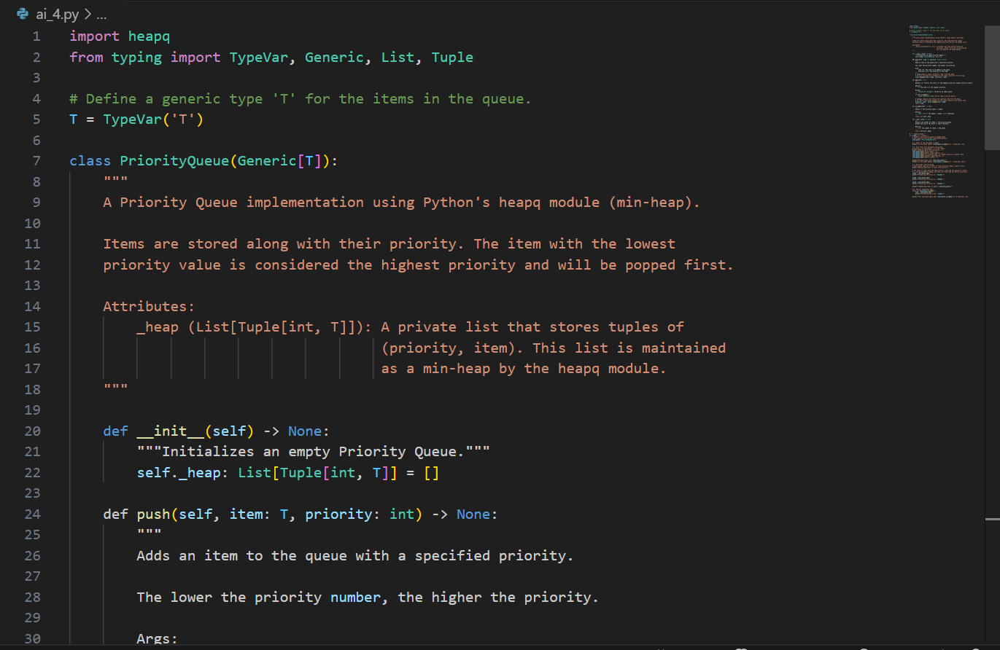 ai_4.py > ...
1 import heapq
2 from typing import TypeVar, Generic, List, Tuple
3
4 # Define a generic type 'T' for the items in the queue.
5 T = TypeVar('T')
6
7 class PriorityQueue(Generic[T]):
8     """
9     A Priority Queue implementation using Python's heapq module (min-heap).
10
11     Items are stored along with their priority. The item with the lowest
12     priority value is considered the highest priority and will be popped first.
13
14     Attributes:
15         _heap (List[Tuple[int, T]]): A private list that stores tuples of
16                                      (priority, item). This list is maintained
17                                      as a min-heap by the heapq module.
18     """
19
20     def __init__(self) -> None:
21         """Initializes an empty Priority Queue."""
22         self._heap: List[Tuple[int, T]] = []
23
24     def push(self, item: T, priority: int) -> None:
25         """
26         Adds an item to the queue with a specified priority.
27
28         The lower the priority number, the higher the priority.
29
30         Args: